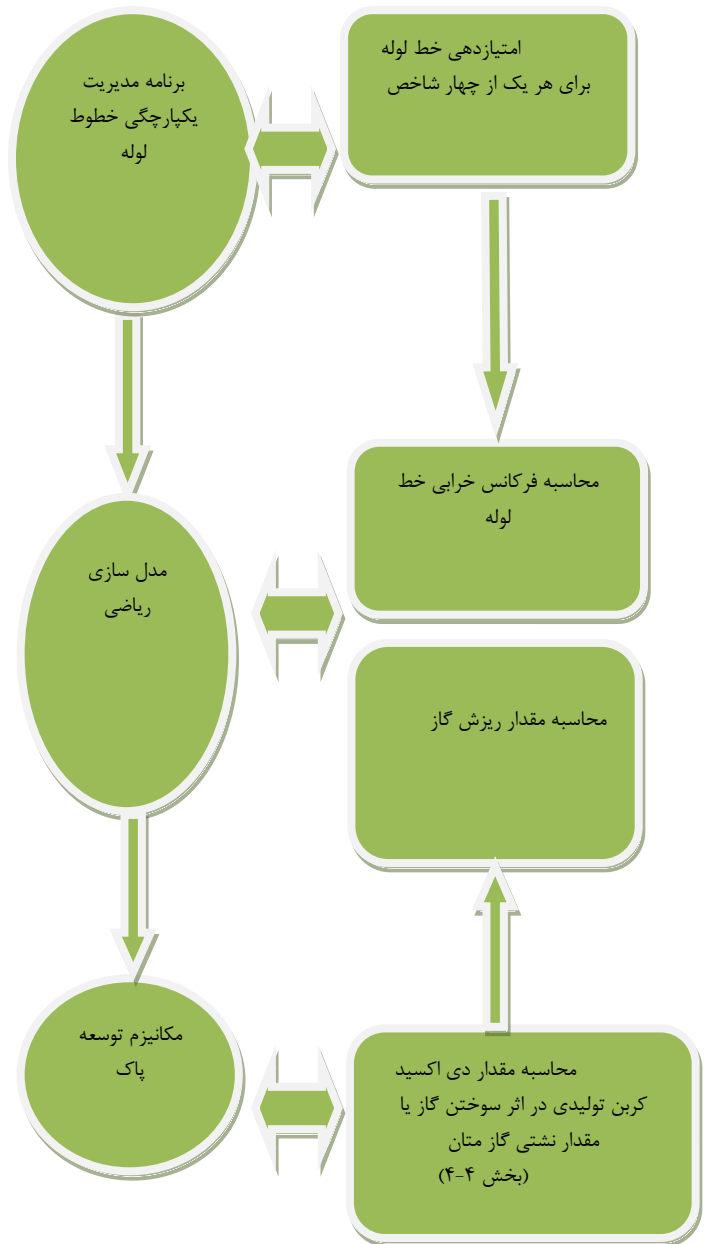 امتیازدهی خط لوله
برای هر یک از چهار شاخص
برنامه مدیریت
یکپارچگی خطوط
لوله
محاسبه فرکانس خرابی خط
لوله
مدل سازی
ریاضی
محاسبه مقدار ریزش گاز
مکانیزم توسعه
پاک
محاسبه مقدار دی اکسید
کربن تولیدی در اثر سوختن گاز یا
مقدار نشتی گاز متان
(بخش ۴-۴)